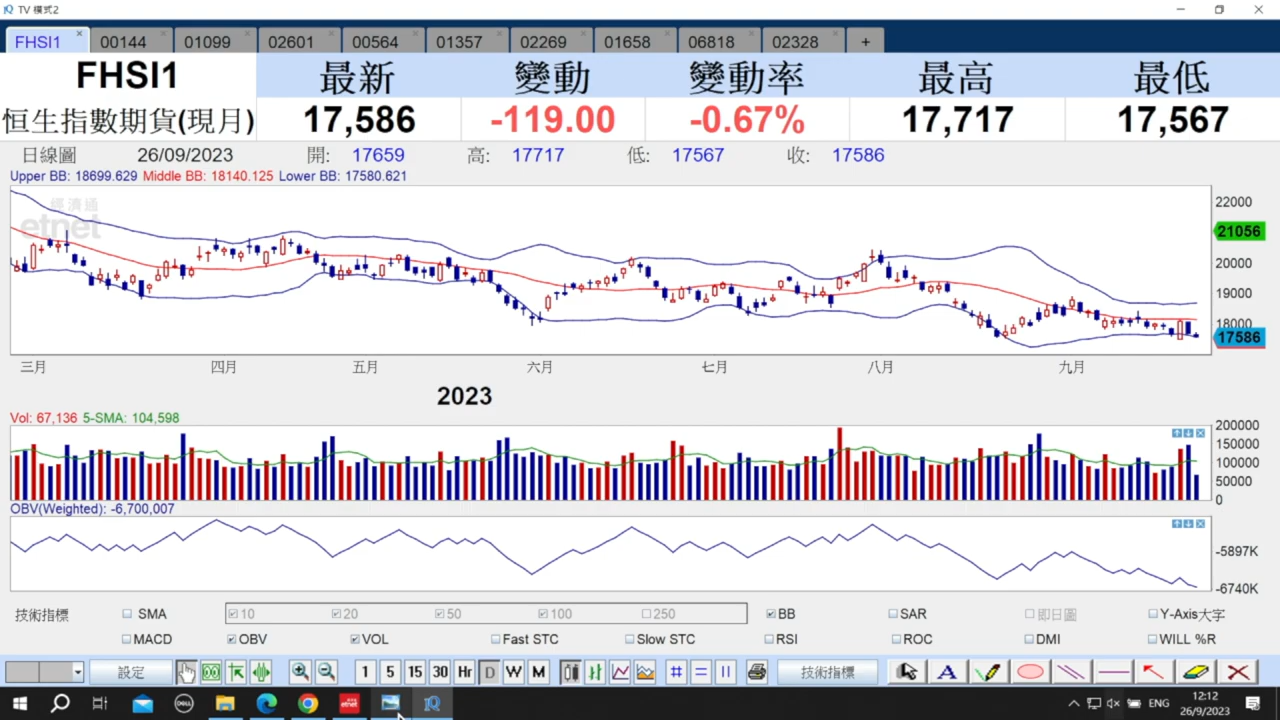 TV 模式2
FHSI1 00144 01099 02601 00564 01357 02269 01658 06818 02328 +
FHSI1 最新 變動 變動率 最高 最低
恒生指數期貨(現月) 17,586 -119.00 -0.67% 17,717 17,567
日線圖 26/09/2023 開: 17659 高: 17717 低: 17567 收: 17586
Upper BB: 18699.629 Middle BB: 18140.125 Lower BB: 17580.621
經濟通
etnet
22000
21056
20000
19000
18000
17586
三月 四月 五月 六月 七月 八月 九月
2023
Vol: 67,136 5-SMA: 104,598
200000
150000
100000
50000
0
OBV(Weighted): -6,700,007
-5897K
-6740K
技術指標 SMA 10 20 50 100 250 BB SAR 即日圖 Y-Axis大字
MACD OBV VOL Fast STC Slow STC RSI ROC DMI WILL %R
設定 1 5 15 30 Hr D W M 技術指標 A
DELL etnet IQ ENG 12:12
26/9/2023